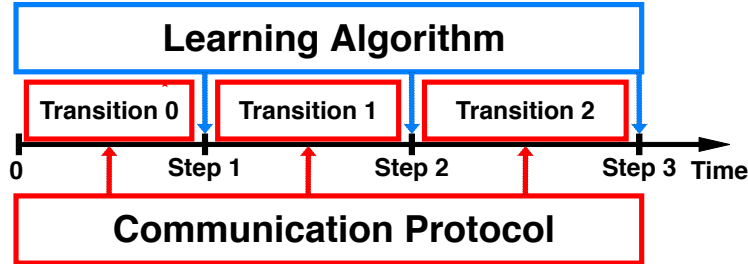 Learning Algorithm
Transition 0 Transition 1 Transition 2
0 Step 1 Step 2 Step 3 Time
Communication Protocol